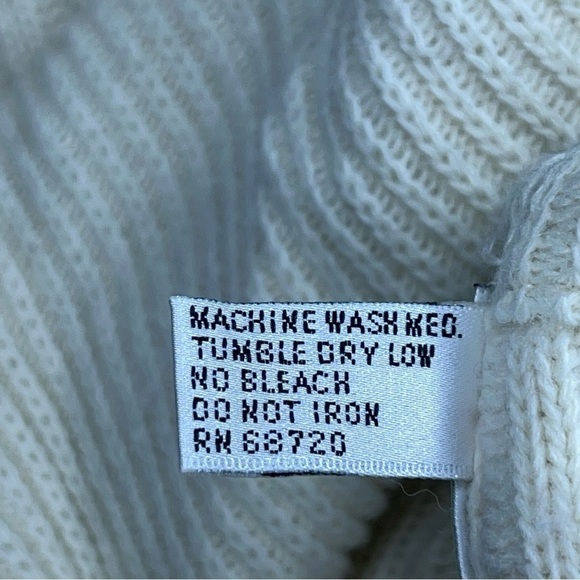 MACHINE WASH MED.
TUMBLE DRY LOW
NO BLEACH
DO NOT IRON
RN 68720